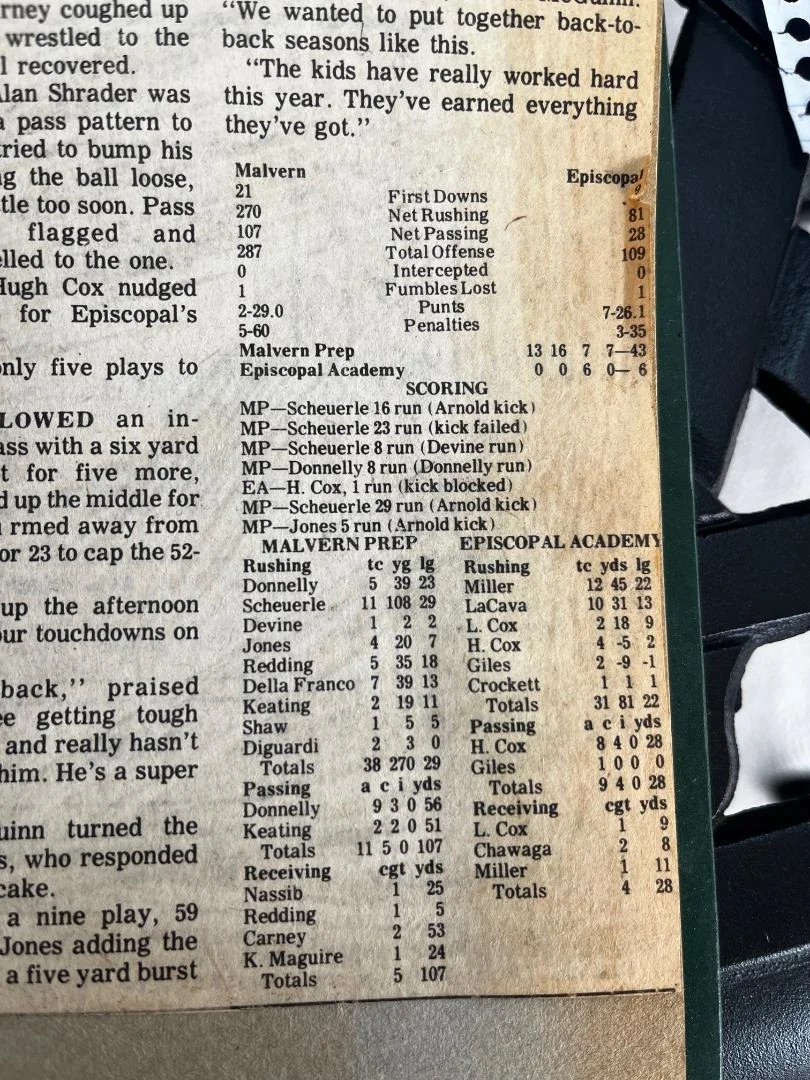 rney coughed up
wrestled to the
l recovered.
lan Shrader was
a pass pattern to
tried to bump his
ng the ball loose,
tle too soon. Pass
flagged and
elled to the one.
Hugh Cox nudged
for Episcopal's
only five plays to
LOWED an in-
ass with a six yard
t for five more,
d up the middle for
rmed away from
or 23 to cap the 52-
up the afternoon
our touchdowns on
back,'' praised
ee getting tough
and really hasn't
him. He's a super
uinn turned the
s, who responded
cake.
a nine play, 59
Jones adding the
a five yard burst
"We wanted to put together back-to-
back seasons like this.
"The kids have really worked hard
this year. They've earned everything
they've got."
Malvern Episcopal
21 First Downs 9
270 Net Rushing 81
107 Net Passing 28
287 Total Offense 109
0 Intercepted 0
1 Fumbles Lost 1
2-29.0 Punts 7-26.1
5-60 Penalties 3-35
Malvern Prep 13 16 7 7—43
Episcopal Academy 0 0 6 0— 6
SCORING
MP—Scheuerle 16 run (Arnold kick)
MP—Scheuerle 23 run (kick failed)
MP—Scheuerle 8 run (Devine run)
MP—Donnelly 8 run (Donnelly run)
EA—H. Cox, 1 run (kick blocked)
MP—Scheuerle 29 run (Arnold kick)
MP—Jones 5 run (Arnold kick)
MALVERN PREP
Rushing tc yg lg
Donnelly 5 39 23
Scheuerle 11 108 29
Devine 1 2 2
Jones 4 20 7
Redding 5 35 18
Della Franco 7 39 13
Keating 2 19 11
Shaw 1 5 5
Diguardi 2 3 0
Totals 38 270 29
Passing a c i yds
Donnelly 9 3 0 56
Keating 2 2 0 51
Totals 11 5 0 107
Receiving cgt yds
Nassib 1 25
Redding 1 5
Carney 2 53
K. Maguire 1 24
Totals 5 107
EPISCOPAL ACADEMY
Rushing tc yds lg
Miller 12 45 22
LaCava 10 31 13
L. Cox 2 18 9
H. Cox 4 -5 2
Giles 2 -9 -1
Crockett 1 1 1
Totals 31 81 22
Passing a c i yds
H. Cox 8 4 0 28
Giles 1 0 0 0
Totals 9 4 0 28
Receiving cgt yds
L. Cox 1 9
Chawaga 2 8
Miller 1 11
Totals 4 28